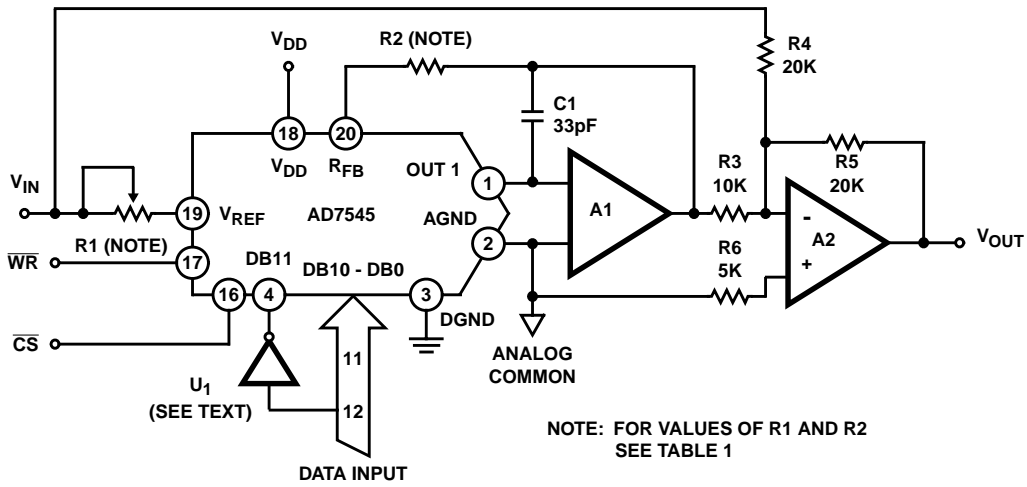 V_DD
R2 (NOTE)
R4
20K
C1
33pF
18
20
V_DD
R_FB
OUT 1
1
R3
10K
R5
20K
V_IN
19
V_REF
AD7545
A1
AGND
2
-
A2
+
V_OUT
R1 (NOTE)
W̅R̅
17
DB11
DB10 - DB0
R6
5K
16
4
3
DGND
C̅S̅
ANALOG
COMMON
U_1
(SEE TEXT)
11
12
NOTE: FOR VALUES OF R1 AND R2
SEE TABLE 1
DATA INPUT